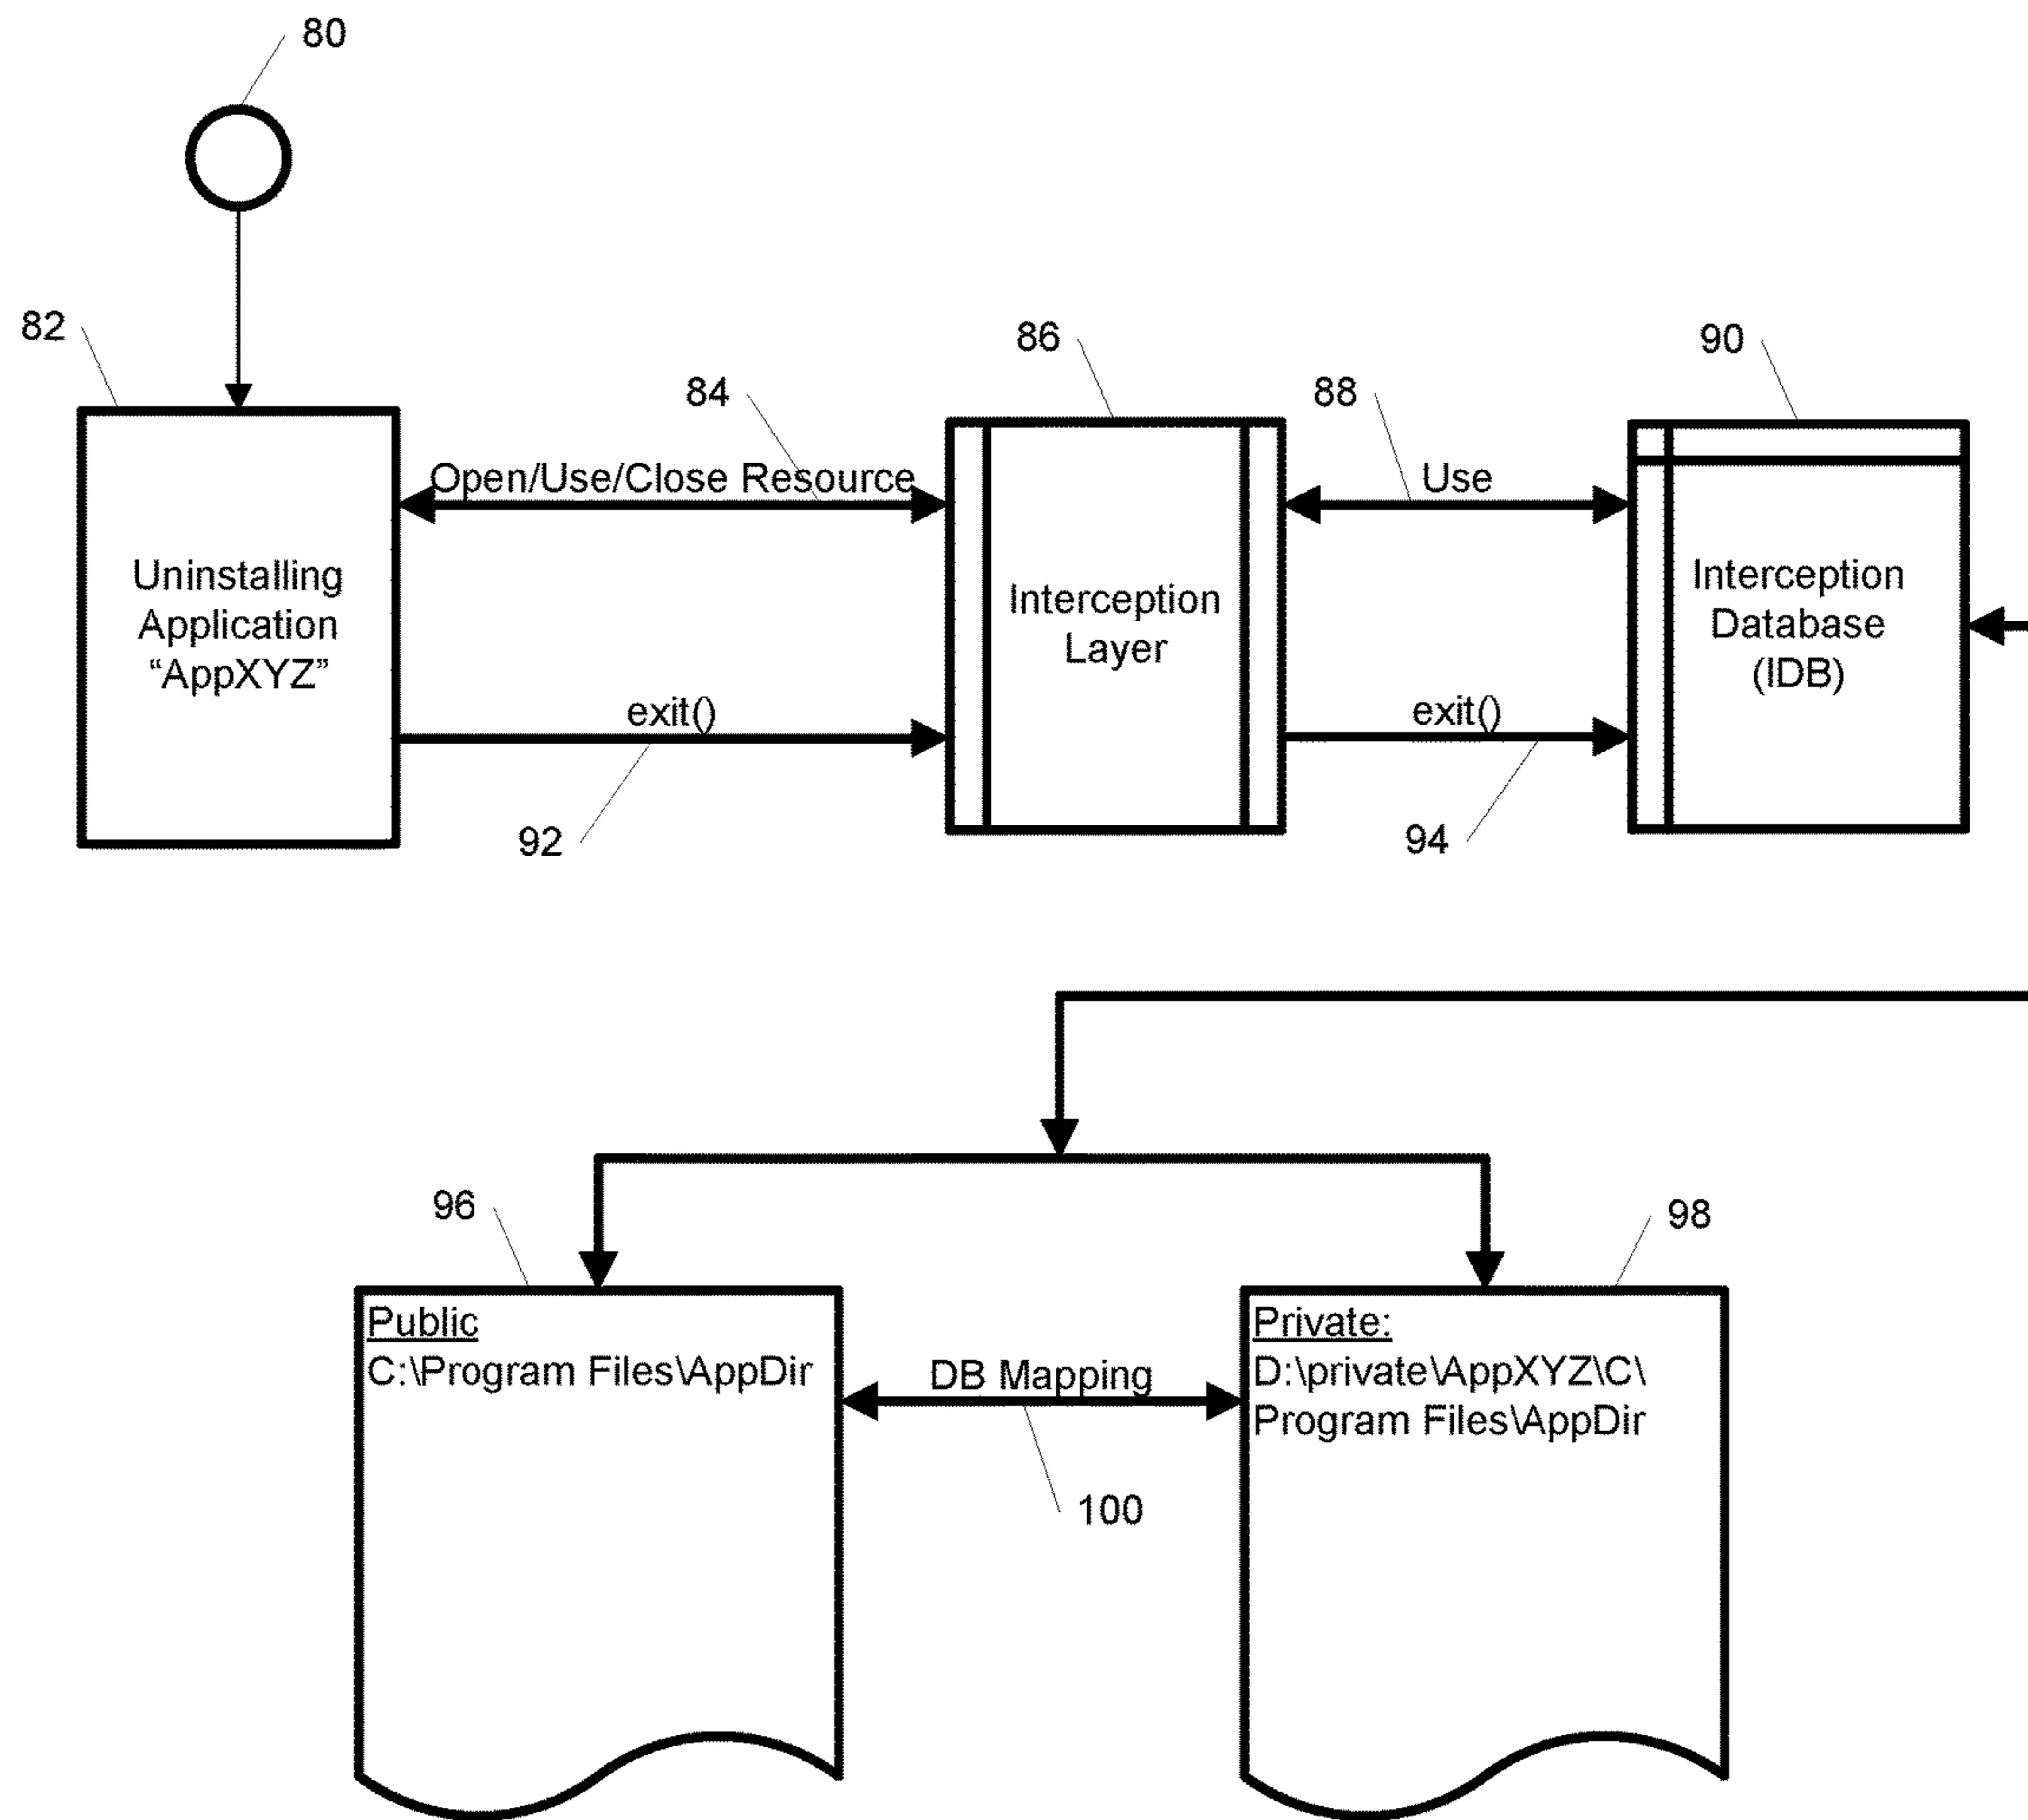 80
82
84
86
88
90
Open/Use/Close Resource
Use
Uninstalling
Application
“AppXYZ”
Interception
Layer
Interception
Database
(IDB)
exit()
exit()
92
94
96
98
Public
C:\Program Files\AppDir
DB Mapping
100
Private:
D:\private\AppXYZ\C\
Program Files\AppDir